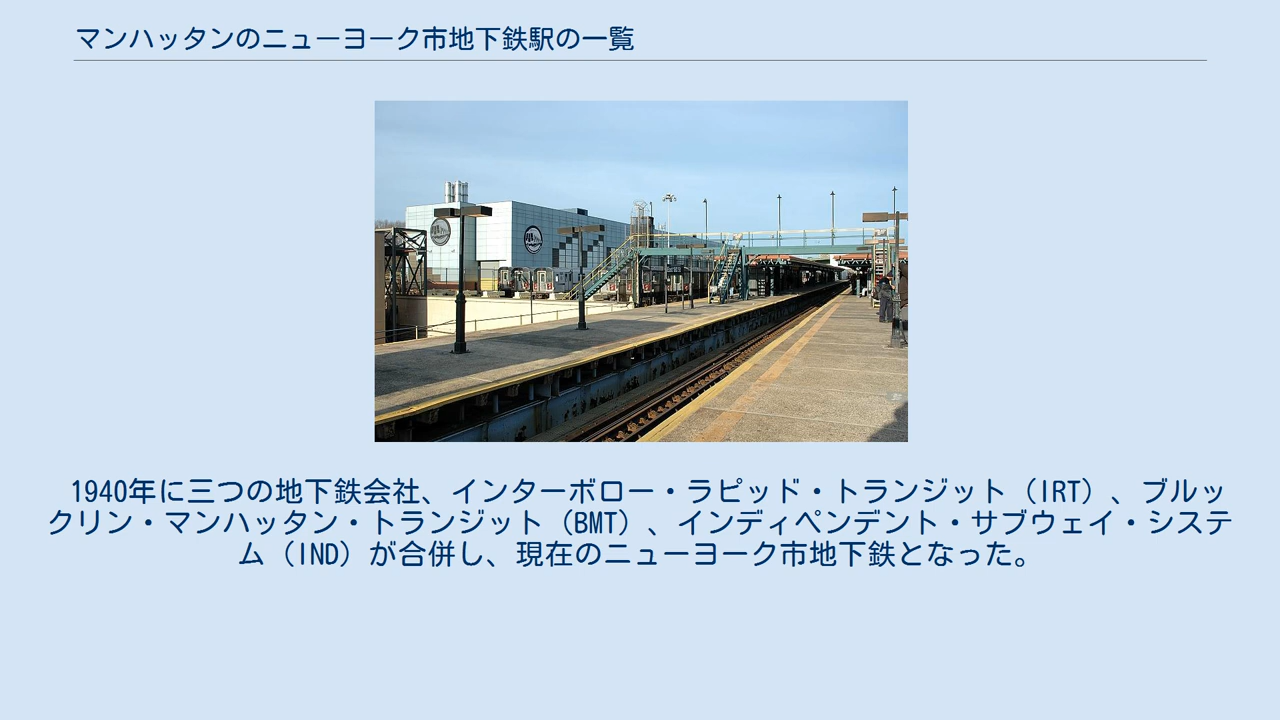 マンハッタンのニューヨーク市地下鉄駅の一覧
1940年に三つの地下鉄会社、インターボロー・ラピッド・トランジット（IRT）、ブルッ
クリン・マンハッタン・トランジット（BMT）、インディペンデント・サブウェイ・システ
ム（IND）が合併し、現在のニューヨーク市地下鉄となった。